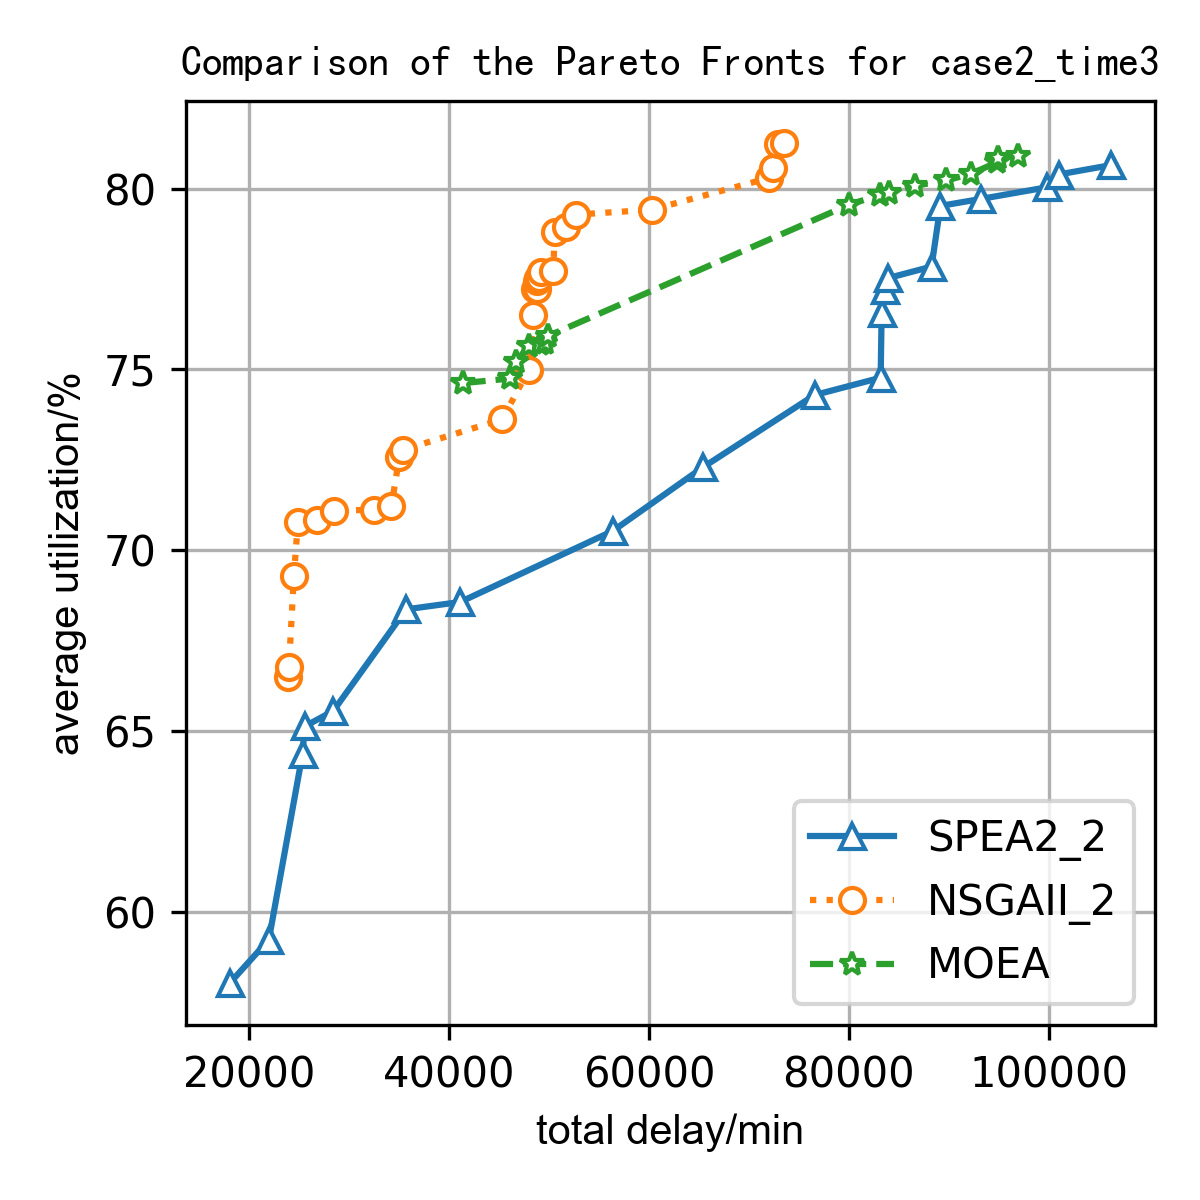 Comparison of the Pareto Fronts for case2_time3
average utilization/%
80
75
70
65
60
SPEA2_2
NSGAII_2
MOEA
20000 40000 60000 80000 100000
total delay/min